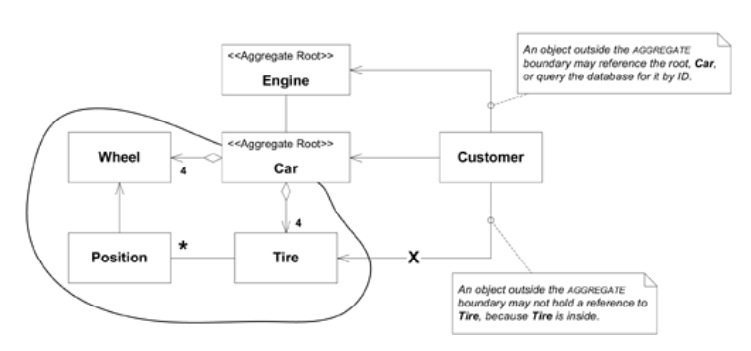 <<Aggregate Root>>
Engine
An object outside the AGGREGATE
boundary may reference the root, Car,
or query the database for it by ID.
<<Aggregate Root>>
Car
Wheel
4
Customer
4
Position
*
Tire
X
An object outside the AGGREGATE
boundary may not hold a reference to
Tire, because Tire is inside.